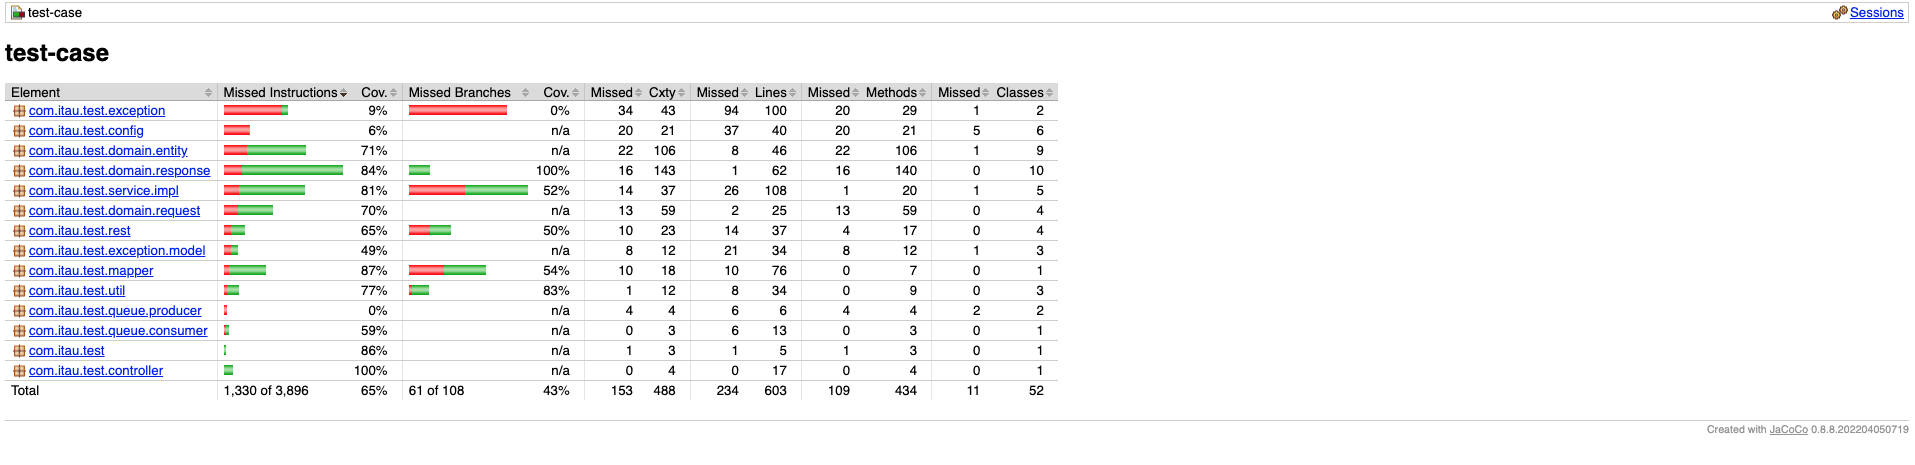 test-case Sessions
test-case
Element Missed Instructions Cov. Missed Branches Cov. Missed Cxty Missed Lines Missed Methods Missed Classes
com.itau.test.exception 9% 0% 34 43 94 100 20 29 1 2
com.itau.test.config 6% n/a 20 21 37 40 20 21 5 6
com.itau.test.domain.entity 71% n/a 22 106 8 46 22 106 1 9
com.itau.test.domain.response 84% 100% 16 143 1 62 16 140 0 10
com.itau.test.service.impl 81% 52% 14 37 26 108 1 20 1 5
com.itau.test.domain.request 70% n/a 13 59 2 25 13 59 0 4
com.itau.test.rest 65% 50% 10 23 14 37 4 17 0 4
com.itau.test.exception.model 49% n/a 8 12 21 34 8 12 1 3
com.itau.test.mapper 87% 54% 10 18 10 76 0 7 0 1
com.itau.test.util 77% 83% 1 12 8 34 0 9 0 3
com.itau.test.queue.producer 0% n/a 4 4 6 6 4 4 2 2
com.itau.test.queue.consumer 59% n/a 0 3 6 13 0 3 0 1
com.itau.test 86% n/a 1 3 1 5 1 3 0 1
com.itau.test.controller 100% n/a 0 4 0 17 0 4 0 1
Total 1,330 of 3,896 65% 61 of 108 43% 153 488 234 603 109 434 11 52
Created with JaCoCo 0.8.8.202204050719